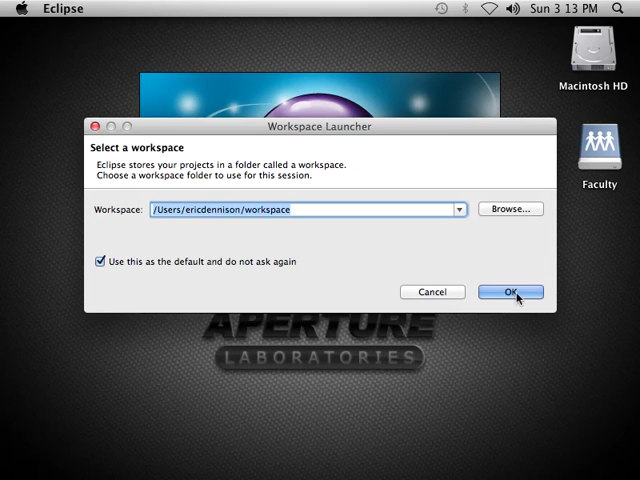 Eclipse
Sun 3 13 PM
Macintosh HD
Workspace Launcher
Select a workspace
Eclipse stores your projects in a folder called a workspace.
Choose a workspace folder to use for this session.
Faculty
Workspace:
/Users/ericdennison/workspace
Browse...
Use this as the default and do not ask again
Cancel
OK
APERTURE
LABORATORIES